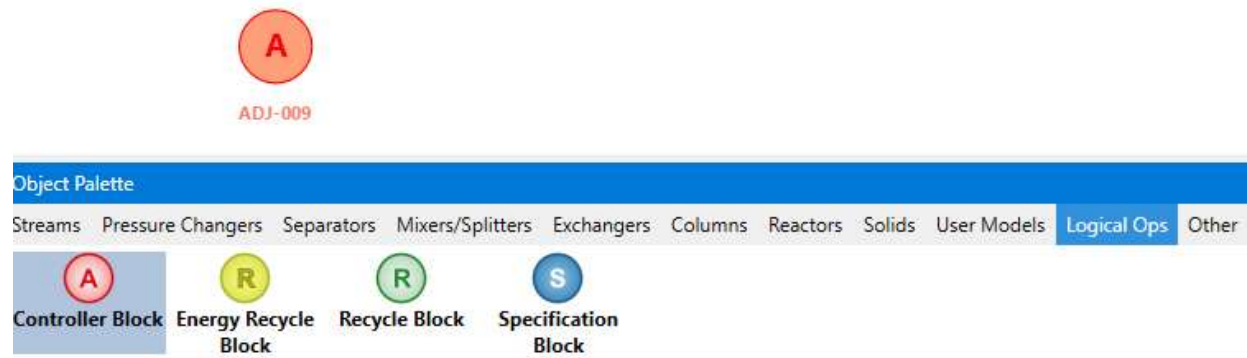 A
ADJ-009
Object Palette
Streams Pressure Changers Separators Mixers/Splitters Exchangers Columns Reactors Solids User Models Logical Ops Other
A R R S
Controller Block Energy Recycle Block Recycle Block Specification Block